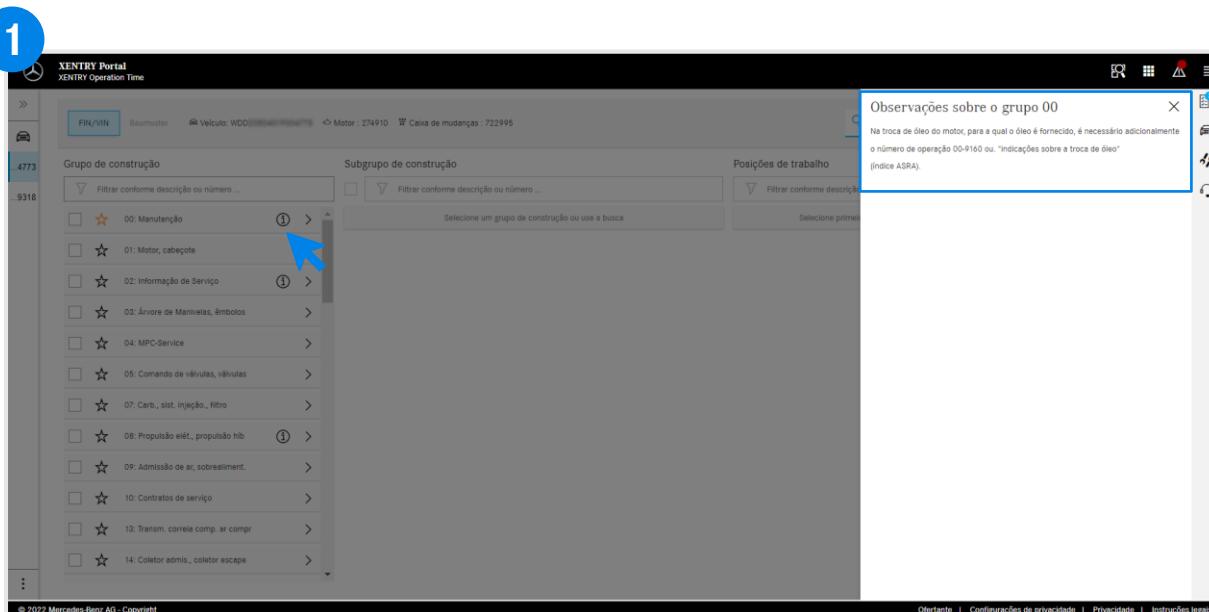 1
XENTRY Portal
XENTRY Operation Time
FIN/VIN
Baumuster
Veículo: WDD
Motor : 274910
Caixa de mudanças : 722995
...4773
...9318
Grupo de construção
Filtrar conforme descrição ou número ...
00: Manutenção
01: Motor, cabeçote
02: Informação de Serviço
03: Árvore de Manivelas, êmbolos
04: MPC-Service
05: Comando de válvulas, válvulas
07: Carb., sist. injeção., filtro
08: Propulsão elét., propulsão híb
09: Admissão de ar, sobrealiment.
10: Contratos de serviço
13: Transm. correia comp. ar compr
14: Coletor admis., coletor escape
Subgrupo de construção
Filtrar conforme descrição ou número ...
Selecione um grupo de construção ou use a busca
Posições de trabalho
Filtrar conforme descriçã
Selecione primei
Observações sobre o grupo 00
Na troca de óleo do motor, para a qual o óleo é fornecido, é necessário adicionalmente
o número de operação 00-9160 ou. "indicações sobre a troca de óleo"
(índice ASRA).
© 2022 Mercedes-Benz AG - Copyright
Ofertante | Configurações de privacidade | Privacidade | Instruções legais